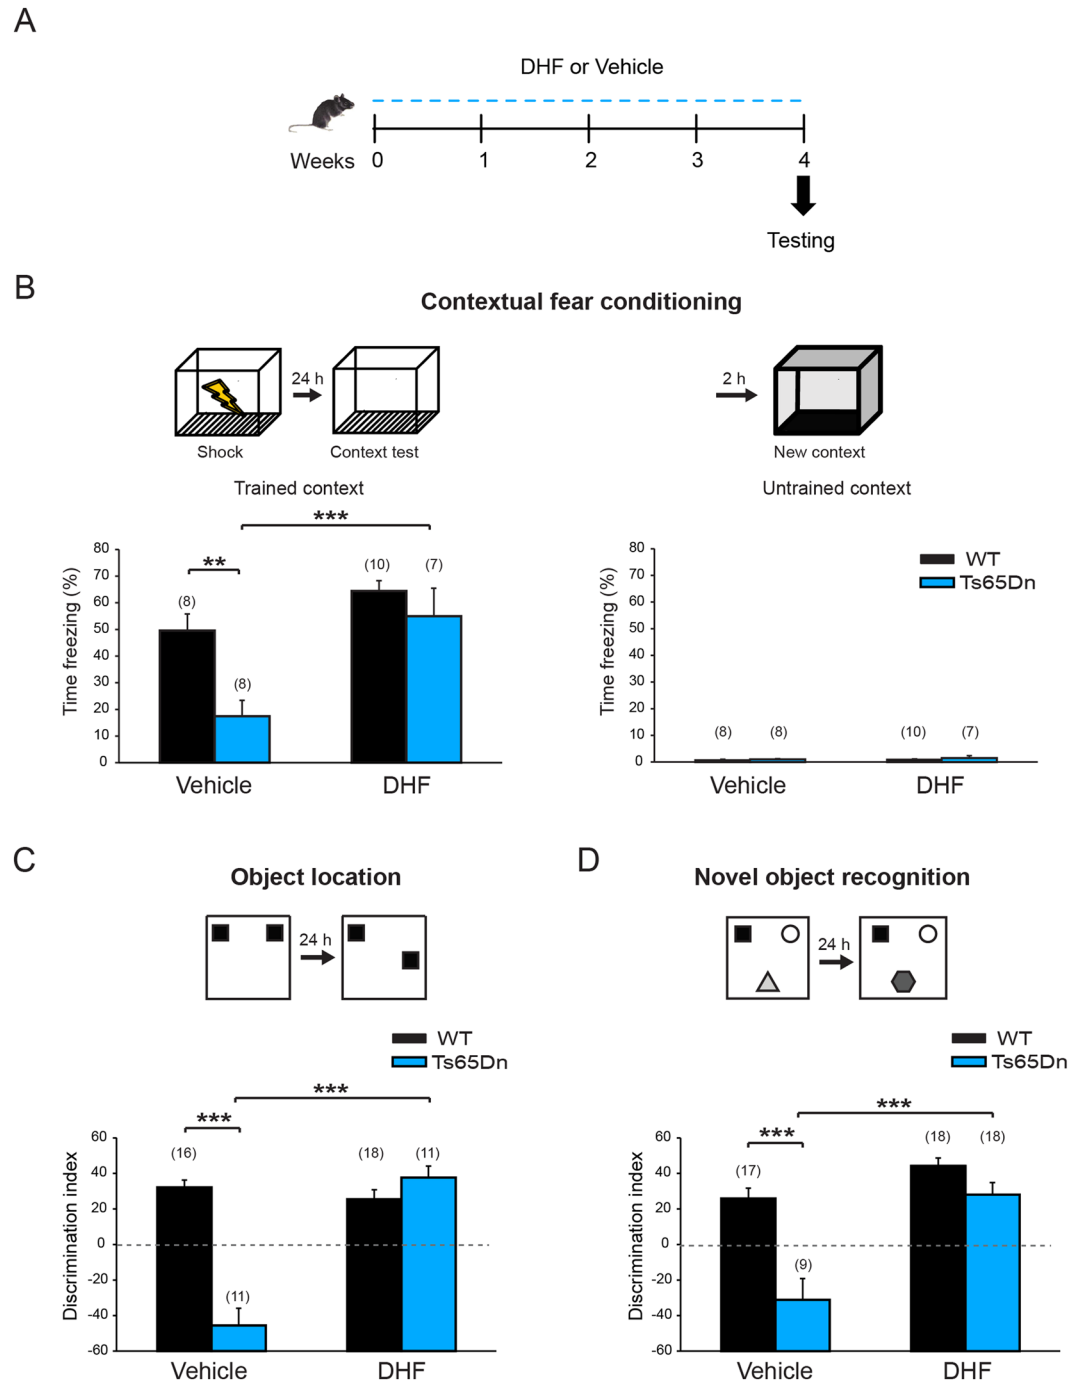 A
DHF or Vehicle
Weeks 0 1 2 3 4
Testing
B
Contextual fear conditioning
24 h
Shock
Context test
Trained context
2 h
New context
Untrained context
Time freezing (%)
80
70
60
50
40
30
20
10
0
(8)
**
(8)
***
(10)
(7)
Vehicle
DHF
Time freezing (%)
80
70
60
50
40
30
20
10
0
WT
Ts65Dn
(8)
(8)
(10)
(7)
Vehicle
DHF
C
Object location
24 h
WT
Ts65Dn
Discrimination index
60
40
20
0
-20
-40
-60
(16)
***
(11)
***
(18)
(11)
Vehicle
DHF
D
Novel object recognition
24 h
WT
Ts65Dn
Discrimination index
60
40
20
0
-20
-40
-60
(17)
***
(9)
***
(18)
(18)
Vehicle
DHF